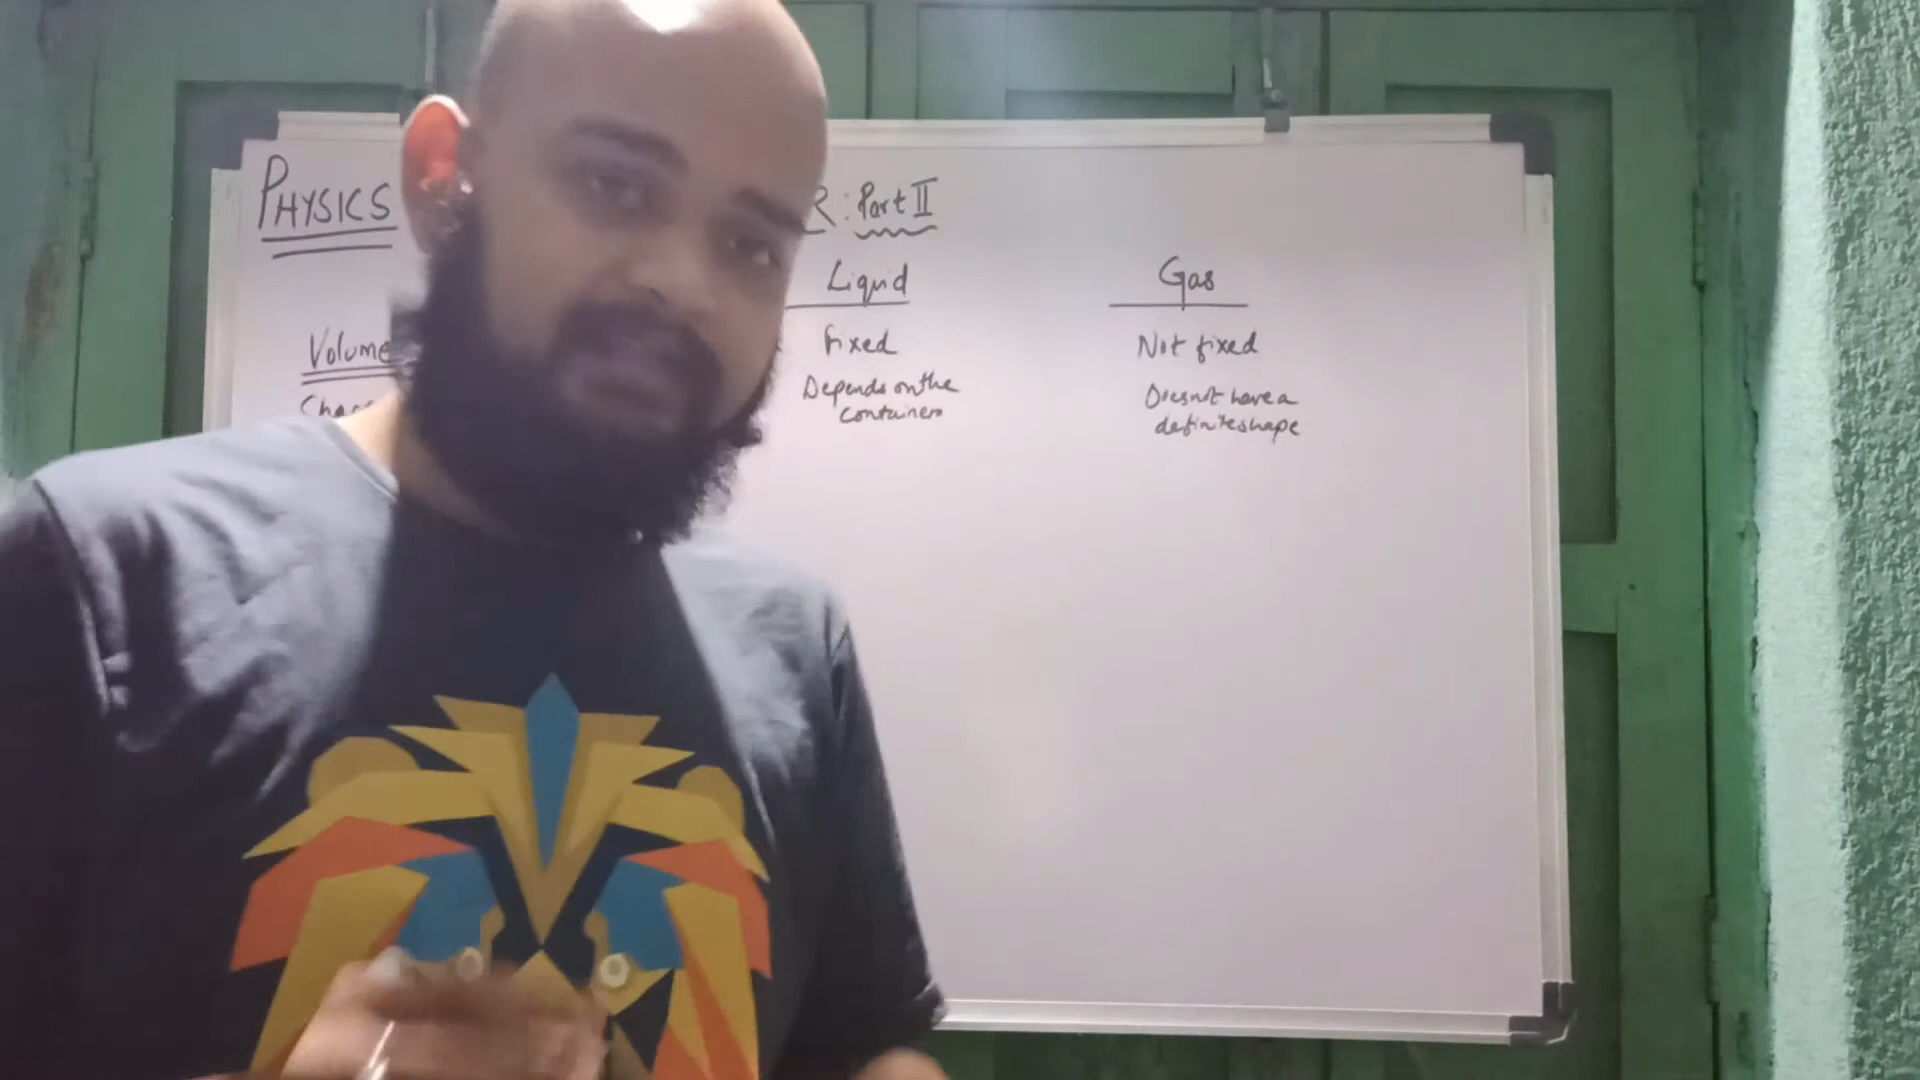 PHYSICS R: Part II
Liquid Gas
Volume fixed Not fixed
Depends on the Doesn't have a
container definite shape